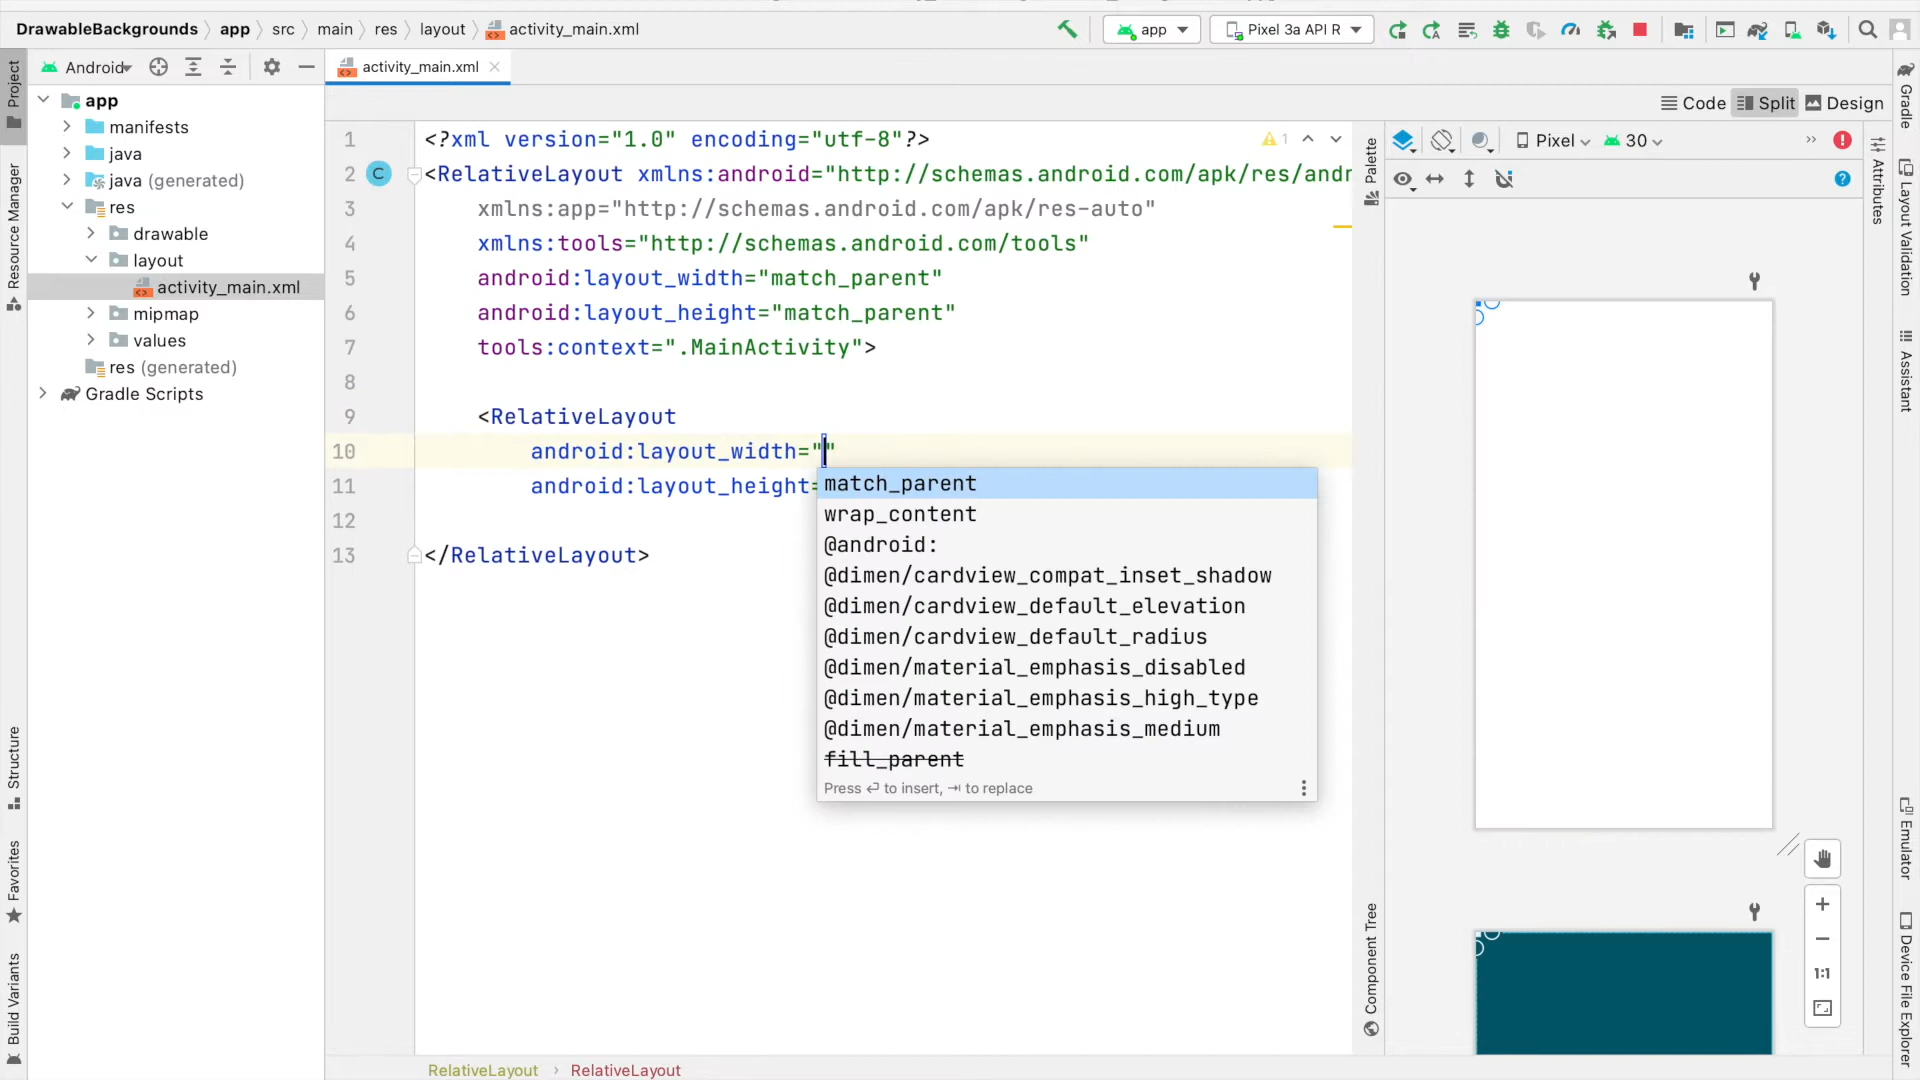 DrawableBackgrounds app src main res layout activity_main.xml
app Pixel 3a API R
Android
activity_main.xml
Code Split Design
Project
Resource Manager
Structure
Favorites
Build Variants
app
manifests
java
java (generated)
res
drawable
layout
activity_main.xml
mipmap
values
res (generated)
Gradle Scripts
1 <?xml version="1.0" encoding="utf-8"?>
2 <RelativeLayout xmlns:android="http://schemas.android.com/apk/res/andr
3 xmlns:app="http://schemas.android.com/apk/res-auto"
4 xmlns:tools="http://schemas.android.com/tools"
5 android:layout_width="match_parent"
6 android:layout_height="match_parent"
7 tools:context=".MainActivity">
8
9 <RelativeLayout
10 android:layout_width=""
11 android:layout_height=
12
13 </RelativeLayout>
1
match_parent
wrap_content
@android:
@dimen/cardview_compat_inset_shadow
@dimen/cardview_default_elevation
@dimen/cardview_default_radius
@dimen/material_emphasis_disabled
@dimen/material_emphasis_high_type
@dimen/material_emphasis_medium
fill_parent
Press ⏎ to insert, ⇥ to replace
RelativeLayout › RelativeLayout
Palette
Component Tree
Pixel 30
1:1
Attributes
Gradle
Layout Validation
Assistant
Emulator
Device File Explorer